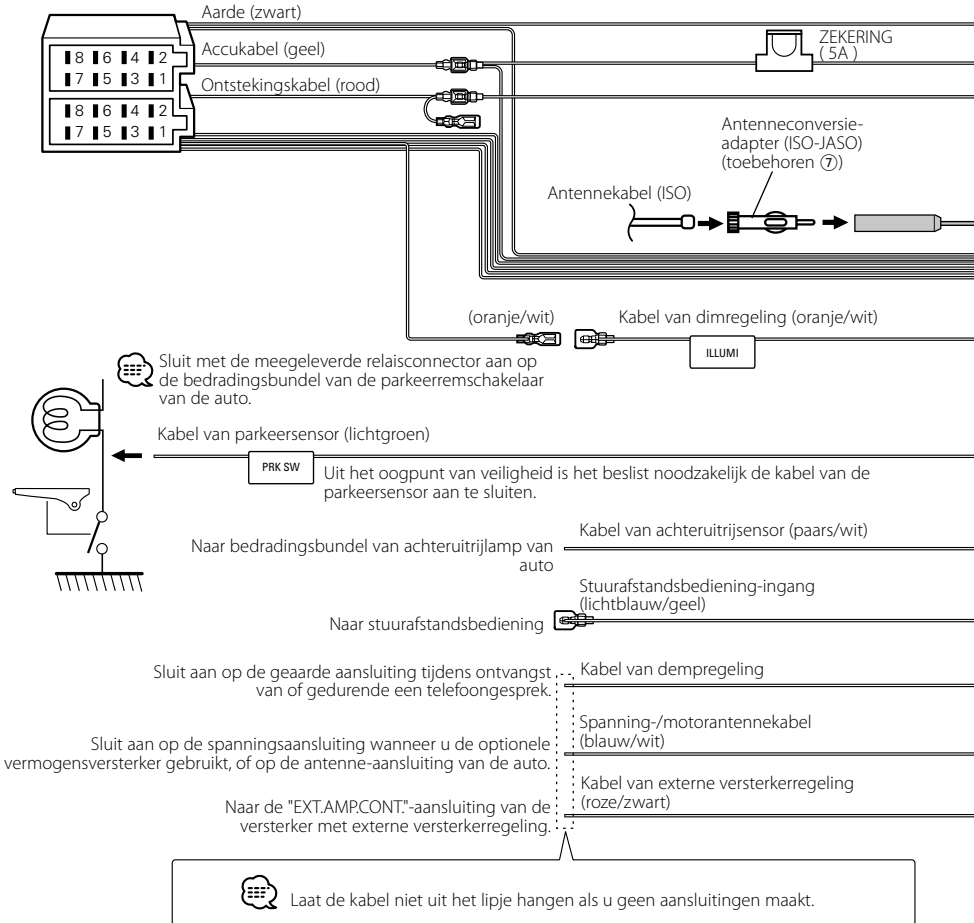 Aarde (zwart)
Accukabel (geel)
ZEKERING
( 5A )
8 6 4 2
7 5 3 1
Ontstekingskabel (rood)
8 6 4 2
7 5 3 1
Antenneconversie-
adapter (ISO-JASO)
(toebehoren ⑦)
Antennekabel (ISO)
(oranje/wit)
Kabel van dimregeling (oranje/wit)
ILLUMI
Sluit met de meegeleverde relaisconnector aan op
de bedradingsbundel van de parkeerremschakelaar
van de auto.
Kabel van parkeersensor (lichtgroen)
PRK SW
Uit het oogpunt van veiligheid is het beslist noodzakelijk de kabel van de
parkeersensor aan te sluiten.
Kabel van achteruitrijsensor (paars/wit)
Naar bedradingsbundel van achteruitrijlamp van
auto
Stuurafstandsbediening-ingang
(lichtblauw/geel)
Naar stuurafstandsbediening
Sluit aan op de geaarde aansluiting tijdens ontvangst
van of gedurende een telefoongesprek.
Kabel van dempregeling
Spanning-/motorantennekabel
(blauw/wit)
Sluit aan op de spanningsaansluiting wanneer u de optionele
vermogensversterker gebruikt, of op de antenne-aansluiting van de auto.
Kabel van externe versterkerregeling
(roze/zwart)
Naar de "EXT.AMP.CONT."-aansluiting van de
versterker met externe versterkerregeling.
Laat de kabel niet uit het lipje hangen als u geen aansluitingen maakt.